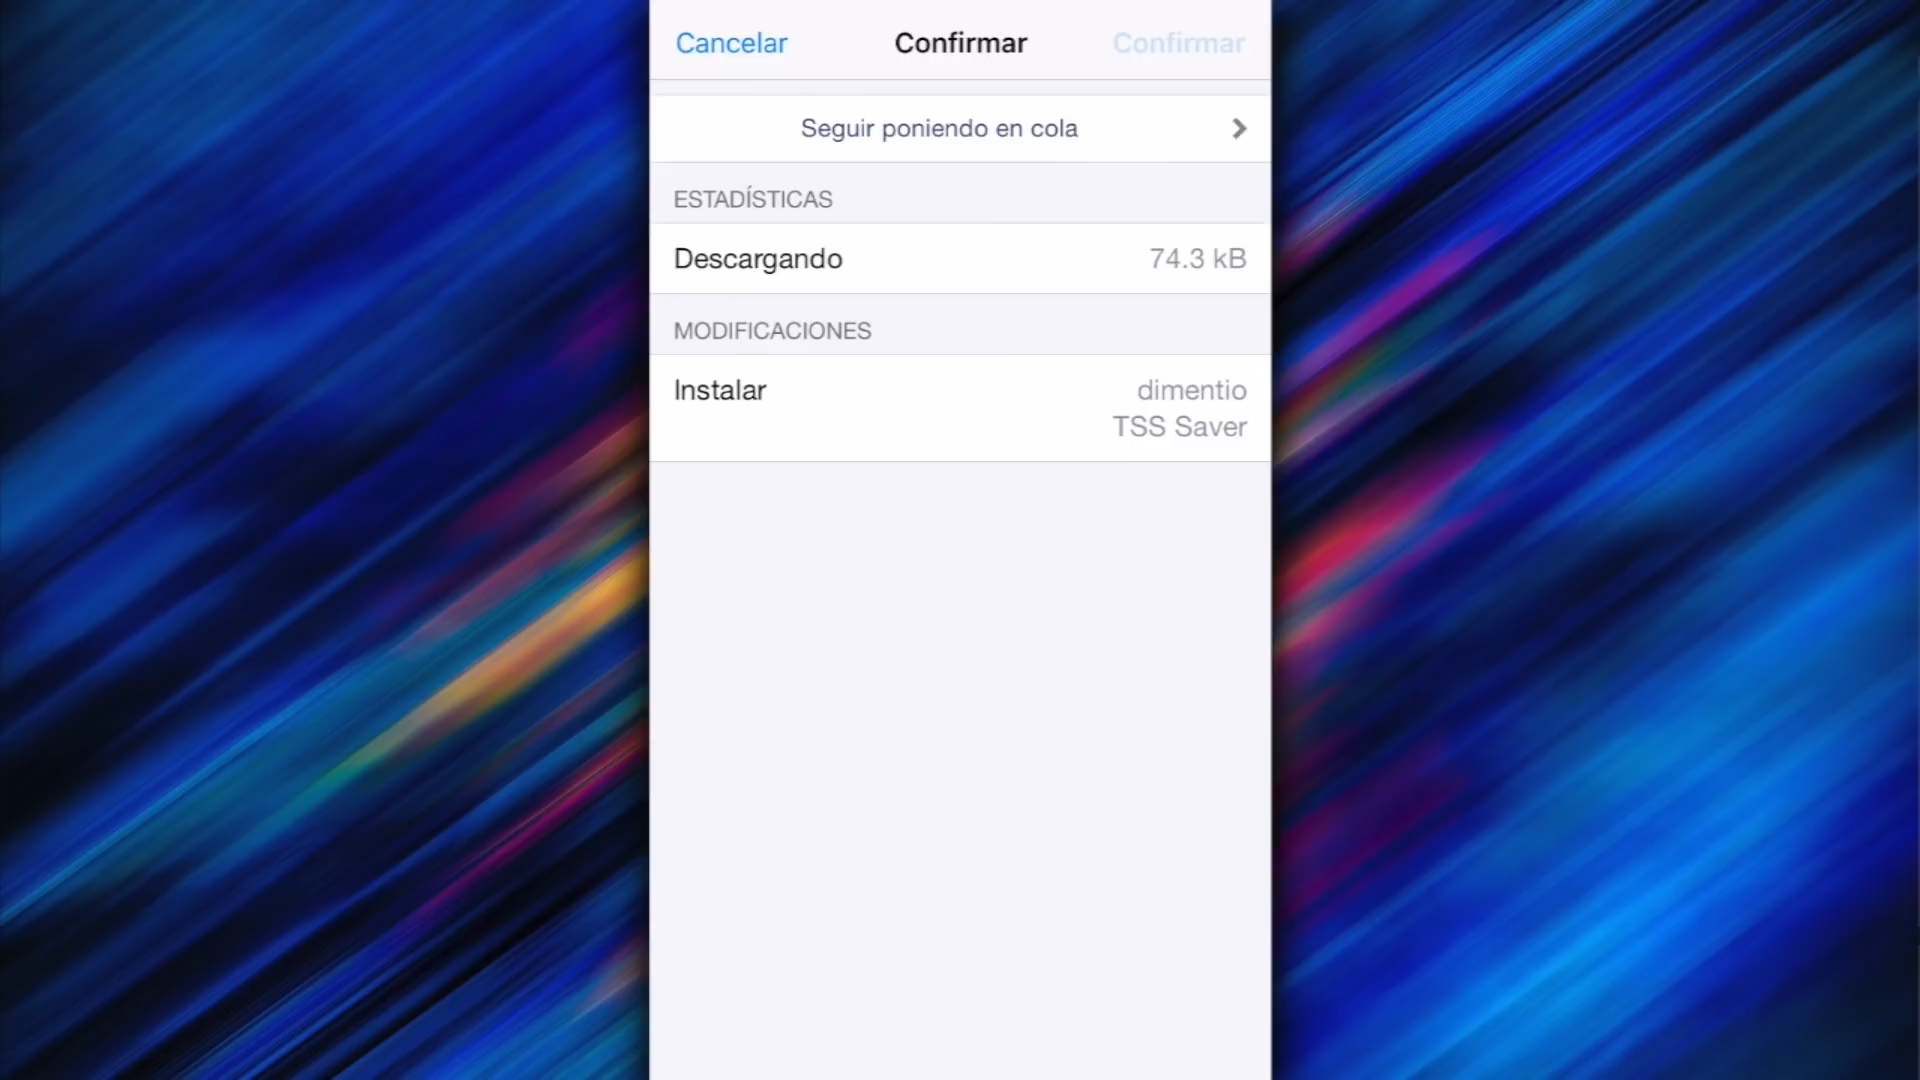 Cancelar
Confirmar
Confirmar
Seguir poniendo en cola
ESTADÍSTICAS
Descargando
74.3 kB
MODIFICACIONES
Instalar
dimentio
TSS Saver